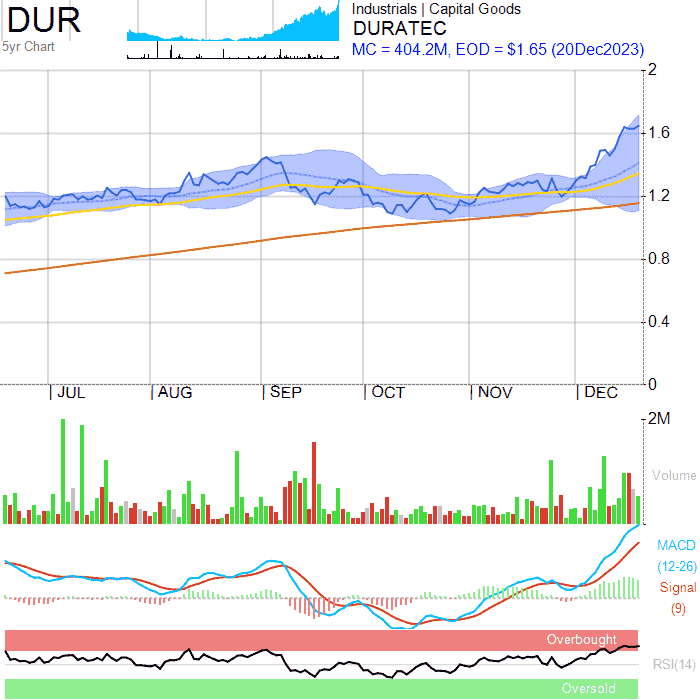 DUR
5yr Chart
Industrials | Capital Goods
DURATEC
MC = 404.2M, EOD = $1.65 (20Dec2023)
2
1.6
1.2
0.8
0.4
0
JUL AUG SEP OCT NOV DEC
2M
Volume
MACD
(12-26)
Signal
(9)
Overbought
RSI(14)
Oversold